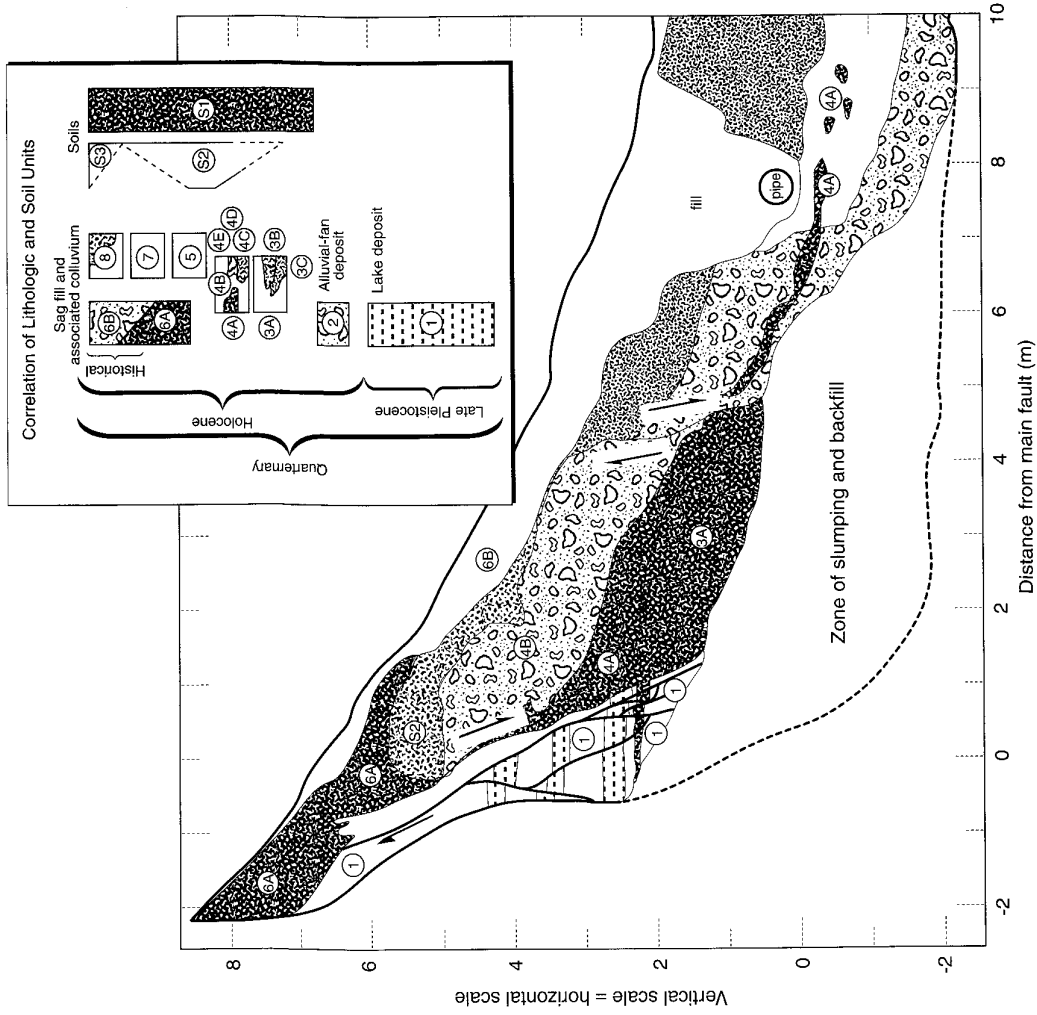 Correlation of Lithologic and Soil Units
Sag fill and
associated colluvium
Soils
Historical
Holocene
Late Pleistocene
Quarternary
6B
6A
8
7
5
S3
S2
S1
4A
4B
4E
4D
4C
3A
3B
3C
2
Alluvial-fan
deposit
1
Lake deposit
6A
1
6A
S2
4B
6B
4A
3A
1
1
1
fill
pipe
4A
4A
Zone of slumping and backfill
Vertical scale = horizontal scale
8
6
4
2
0
-2
-2
0
2
4
6
8
10
Distance from main fault (m)